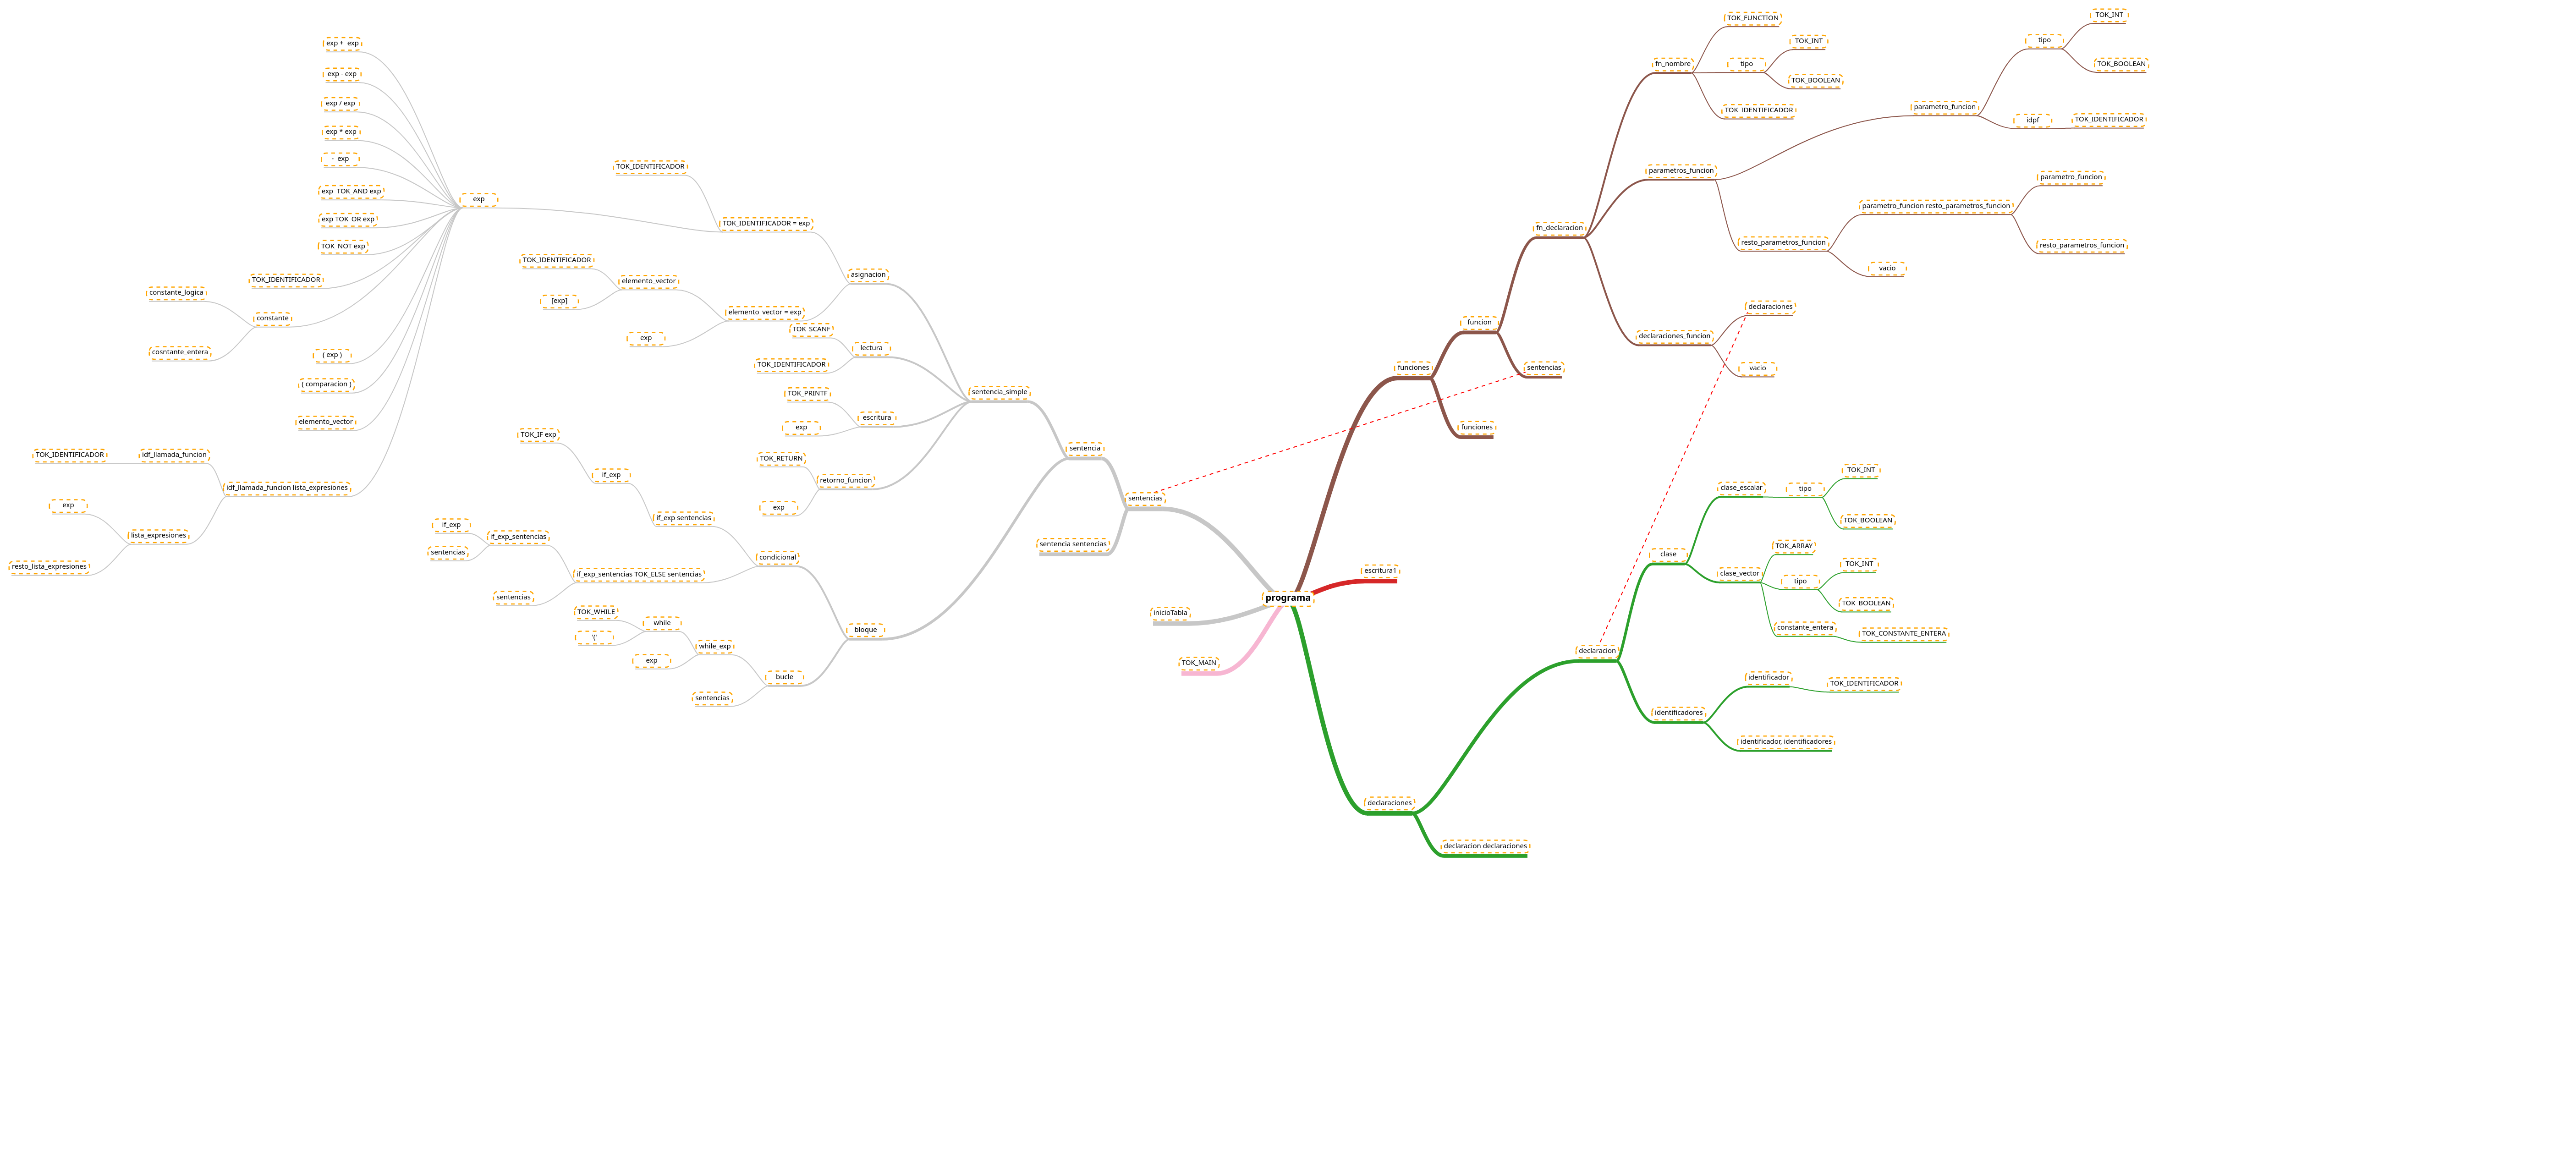 exp +  exp
exp - exp
exp / exp
exp * exp
-  exp
exp  TOK_AND exp
exp TOK_OR exp
TOK_NOT exp
TOK_IDENTIFICADOR
constante_logica
constante
cosntante_entera
( exp )
( comparacion )
elemento_vector
TOK_IDENTIFICADOR
idf_llamada_funcion
idf_llamada_funcion lista_expresiones
exp
lista_expresiones
resto_lista_expresiones
exp
TOK_IDENTIFICADOR
TOK_IDENTIFICADOR = exp
TOK_IDENTIFICADOR
elemento_vector
[exp]
elemento_vector = exp
exp
asignacion
TOK_SCANF
lectura
TOK_IDENTIFICADOR
TOK_PRINTF
escritura
exp
TOK_RETURN
retorno_funcion
exp
sentencia_simple
TOK_IF exp
if_exp
if_exp sentencias
if_exp
if_exp_sentencias
sentencias
if_exp_sentencias TOK_ELSE sentencias
sentencias
condicional
TOK_WHILE
while
'('
while_exp
exp
bucle
sentencias
bloque
sentencia
sentencias
sentencia sentencias
inicioTabla
TOK_MAIN
programa
escritura1
TOK_FUNCTION
fn_nombre
tipo
TOK_INT
TOK_BOOLEAN
TOK_IDENTIFICADOR
parametros_funcion
parametro_funcion
tipo
TOK_INT
TOK_BOOLEAN
idpf
TOK_IDENTIFICADOR
resto_parametros_funcion
parametro_funcion resto_parametros_funcion
parametro_funcion
resto_parametros_funcion
vacio
fn_declaracion
declaraciones_funcion
declaraciones
vacio
funcion
sentencias
funciones
funciones
clase_escalar
tipo
TOK_INT
TOK_BOOLEAN
clase
TOK_ARRAY
clase_vector
tipo
TOK_INT
TOK_BOOLEAN
constante_entera
TOK_CONSTANTE_ENTERA
declaracion
identificador
TOK_IDENTIFICADOR
identificadores
identificador, identificadores
declaraciones
declaracion declaraciones